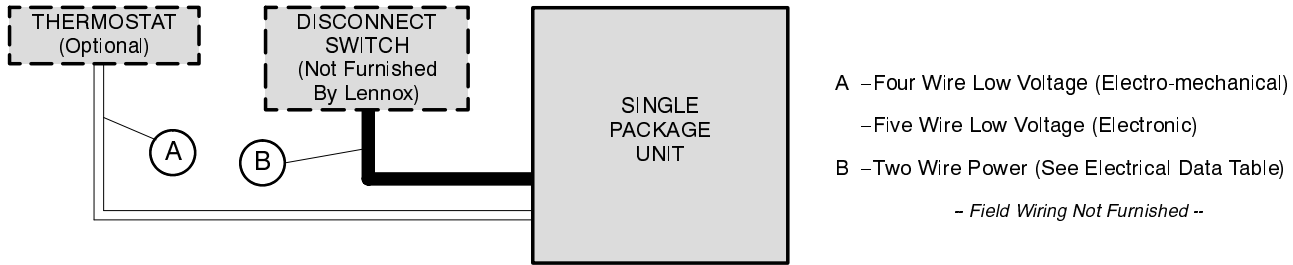 THERMOSTAT
(Optional)
DISCONNECT
SWITCH
(Not Furnished
By Lennox)
SINGLE
PACKAGE
UNIT
A
B
A –Four Wire Low Voltage (Electro-mechanical)
–Five Wire Low Voltage (Electronic)
B –Two Wire Power (See Electrical Data Table)
– Field Wiring Not Furnished --